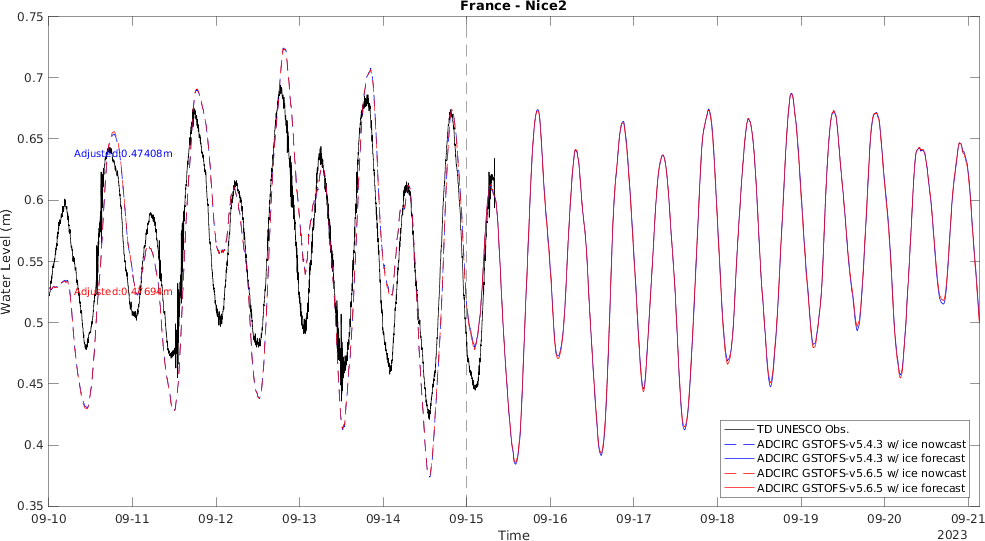 France - Nice2
0.75
0.7
0.65
0.6
0.55
0.5
0.45
0.4
0.35
Water Level (m)
Adjusted:0.47408m
Adjusted:0.47694m
TD UNESCO Obs.
ADCIRC GSTOFS-v5.4.3 w/ ice nowcast
ADCIRC GSTOFS-v5.4.3 w/ ice forecast
ADCIRC GSTOFS-v5.6.5 w/ ice nowcast
ADCIRC GSTOFS-v5.6.5 w/ ice forecast
09-10 09-11 09-12 09-13 09-14 09-15 09-16 09-17 09-18 09-19 09-20 09-21
Time
2023